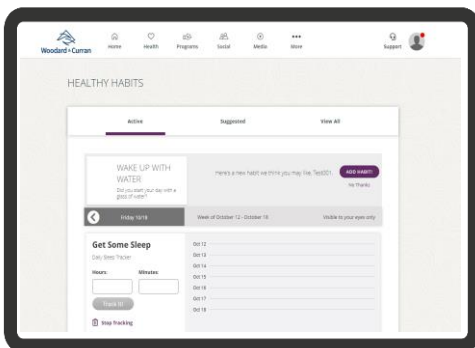 Woodard & Curran
Home
Health
Programs
Social
Media
More
Support
HEALTHY HABITS
Active
Suggested
View All
WAKE UP WITH
WATER
Did you start your day with a
glass of water?
Here's a new habit we think you may like, Test001.
ADD HABIT!
No Thanks
Friday 10/18
Week of October 12 - October 18
Visible to your eyes only
Get Some Sleep
Daily Sleep Tracker
Hours
Minutes
Track It!
Stop Tracking
Oct 12
Oct 13
Oct 14
Oct 15
Oct 16
Oct 17
Oct 18